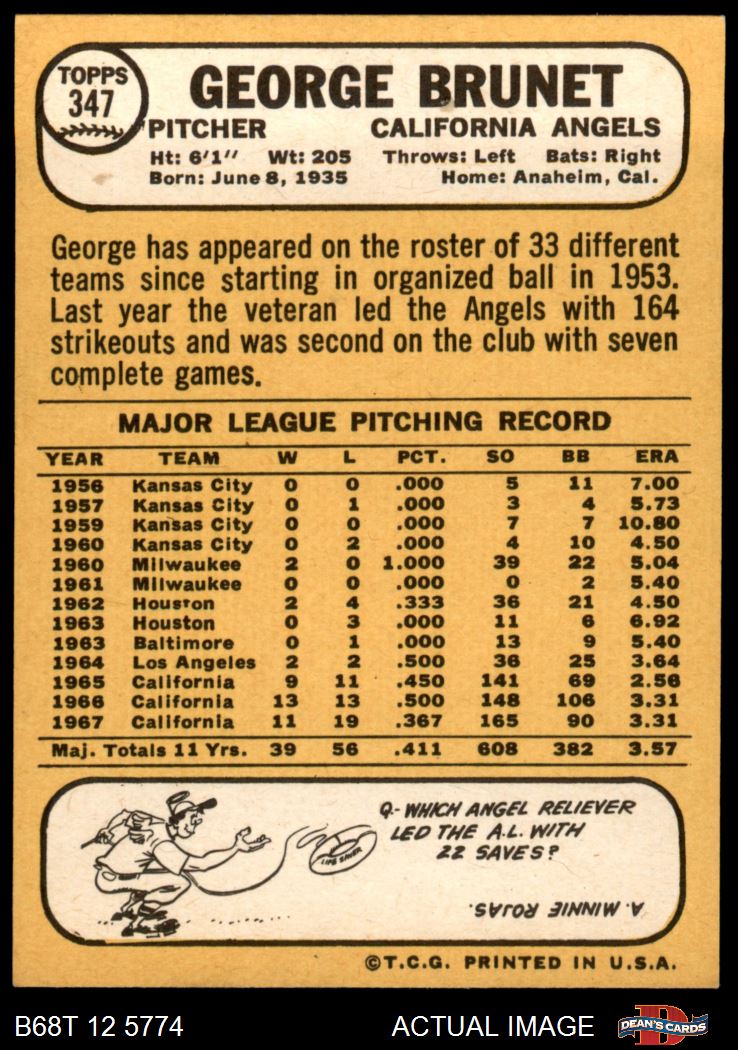 TOPPS
347
GEORGE BRUNET
PITCHER CALIFORNIA ANGELS
Ht: 6'1'' Wt: 205 Throws: Left Bats: Right
Born: June 8, 1935 Home: Anaheim, Cal.
George has appeared on the roster of 33 different
teams since starting in organized ball in 1953.
Last year the veteran led the Angels with 164
strikeouts and was second on the club with seven
complete games.
MAJOR LEAGUE PITCHING RECORD
YEAR TEAM W L PCT. SO BB ERA
1956 Kansas City 0 0 .000 5 11 7.00
1957 Kansas City 0 1 .000 3 4 5.73
1959 Kansas City 0 0 .000 7 7 10.80
1960 Kansas City 0 2 .000 4 10 4.50
1960 Milwaukee 2 0 1.000 39 22 5.04
1961 Milwaukee 0 0 .000 0 2 5.40
1962 Houston 2 4 .333 36 21 4.50
1963 Houston 0 3 .000 11 6 6.92
1963 Baltimore 0 1 .000 13 9 5.40
1964 Los Angeles 2 2 .500 36 25 3.64
1965 California 9 11 .450 141 69 2.56
1966 California 13 13 .500 148 106 3.31
1967 California 11 19 .367 165 90 3.31
Maj. Totals 11 Yrs. 39 56 .411 608 382 3.57
Q- WHICH ANGEL RELIEVER
LED THE A.L. WITH
22 SAVES?
LIFE SAVER
A. MINNIE ROJAS.
©T.C.G. PRINTED IN U.S.A.
B68T 12 5774 ACTUAL IMAGE
D
DEAN'S CARDS